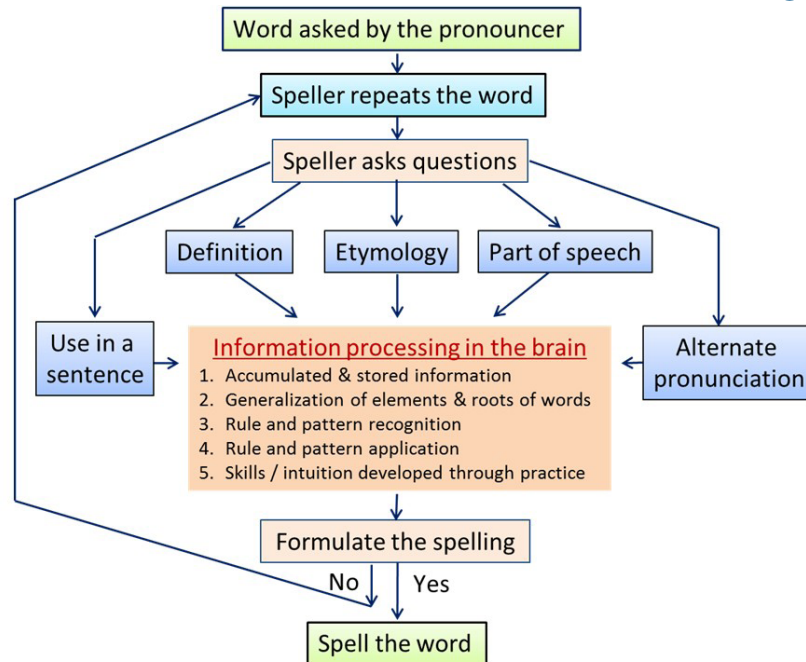 Word asked by the pronouncer
Speller repeats the word
Speller asks questions
Definition
Etymology
Part of speech
Use in a
sentence
Information processing in the brain
1. Accumulated & stored information
2. Generalization of elements & roots of words
3. Rule and pattern recognition
4. Rule and pattern application
5. Skills / intuition developed through practice
Alternate
pronunciation
Formulate the spelling
No
Yes
Spell the word